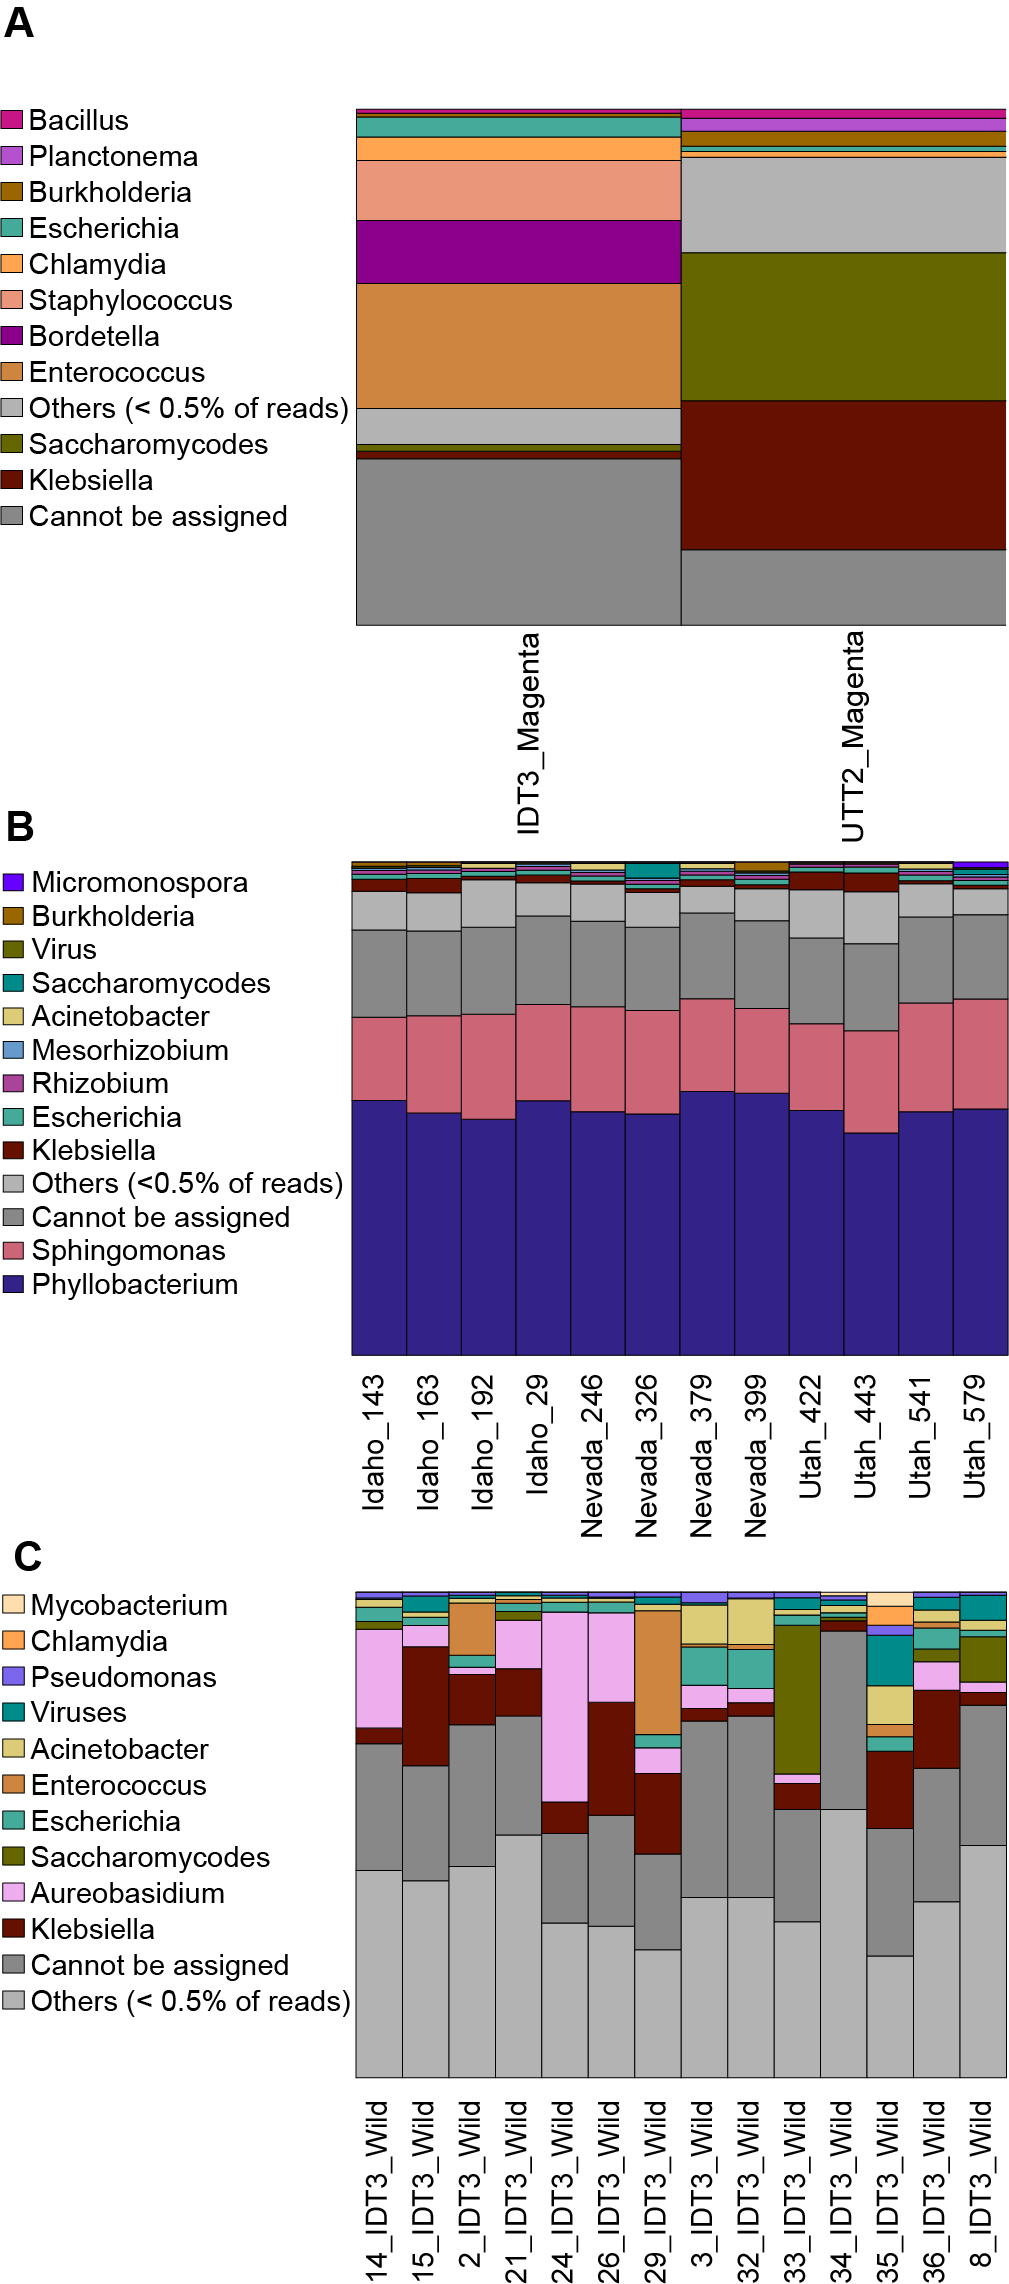 A
Bacillus
Planctonema
Burkholderia
Escherichia
Chlamydia
Staphylococcus
Bordetella
Enterococcus
Others (< 0.5% of reads)
Saccharomycodes
Klebsiella
Cannot be assigned
IDT3_Magenta
UTT2_Magenta
B
Micromonospora
Burkholderia
Virus
Saccharomycodes
Acinetobacter
Mesorhizobium
Rhizobium
Escherichia
Klebsiella
Others (<0.5% of reads)
Cannot be assigned
Sphingomonas
Phyllobacterium
Idaho_143
Idaho_163
Idaho_192
Idaho_29
Nevada_246
Nevada_326
Nevada_379
Nevada_399
Utah_422
Utah_443
Utah_541
Utah_579
C
Mycobacterium
Chlamydia
Pseudomonas
Viruses
Acinetobacter
Enterococcus
Escherichia
Saccharomycodes
Aureobasidium
Klebsiella
Cannot be assigned
Others (< 0.5% of reads)
14_IDT3_Wild
15_IDT3_Wild
2_IDT3_Wild
21_IDT3_Wild
24_IDT3_Wild
26_IDT3_Wild
29_IDT3_Wild
3_IDT3_Wild
32_IDT3_Wild
33_IDT3_Wild
34_IDT3_Wild
35_IDT3_Wild
36_IDT3_Wild
8_IDT3_Wild